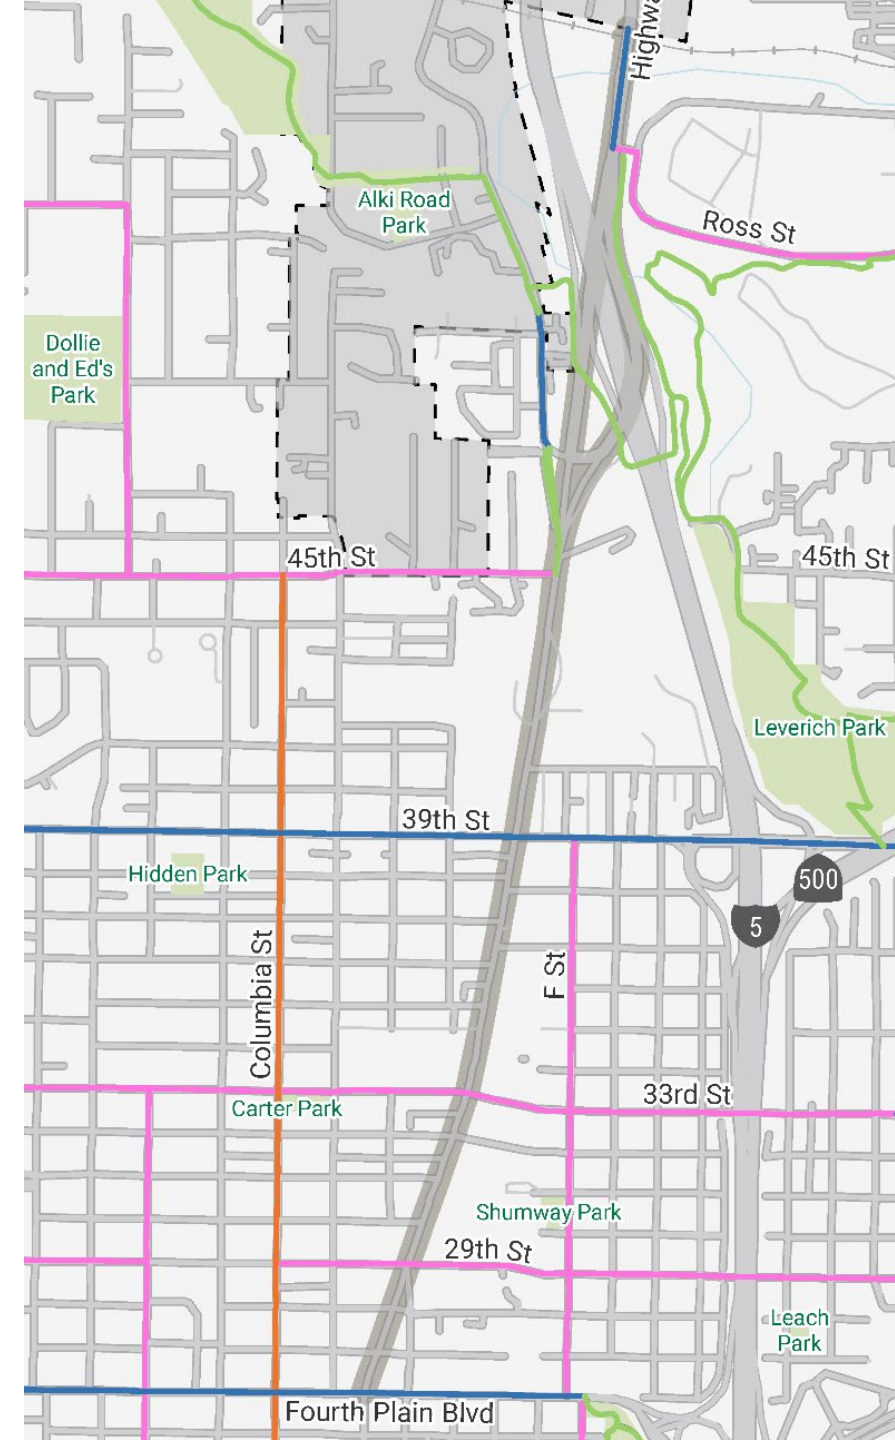 Alki Road
Park
Ross St
Dollie
and Ed's
Park
45th St
45th St
Leverich Park
39th St
Hidden Park
500
5
Columbia St
F St
33rd St
Carter Park
Shumway Park
29th St
Leach
Park
Fourth Plain Blvd